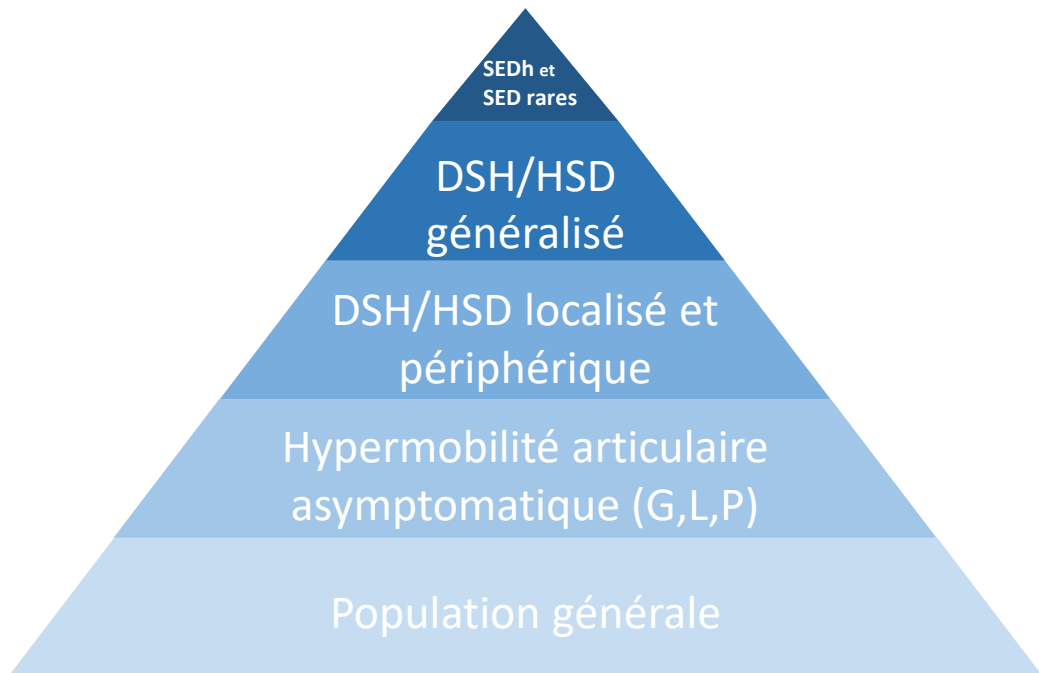 SEDh et
SED rares
DSH/HSD
généralisé
DSH/HSD localisé et
périphérique
Hypermobilité articulaire
asymptomatique (G,L,P)
Population générale